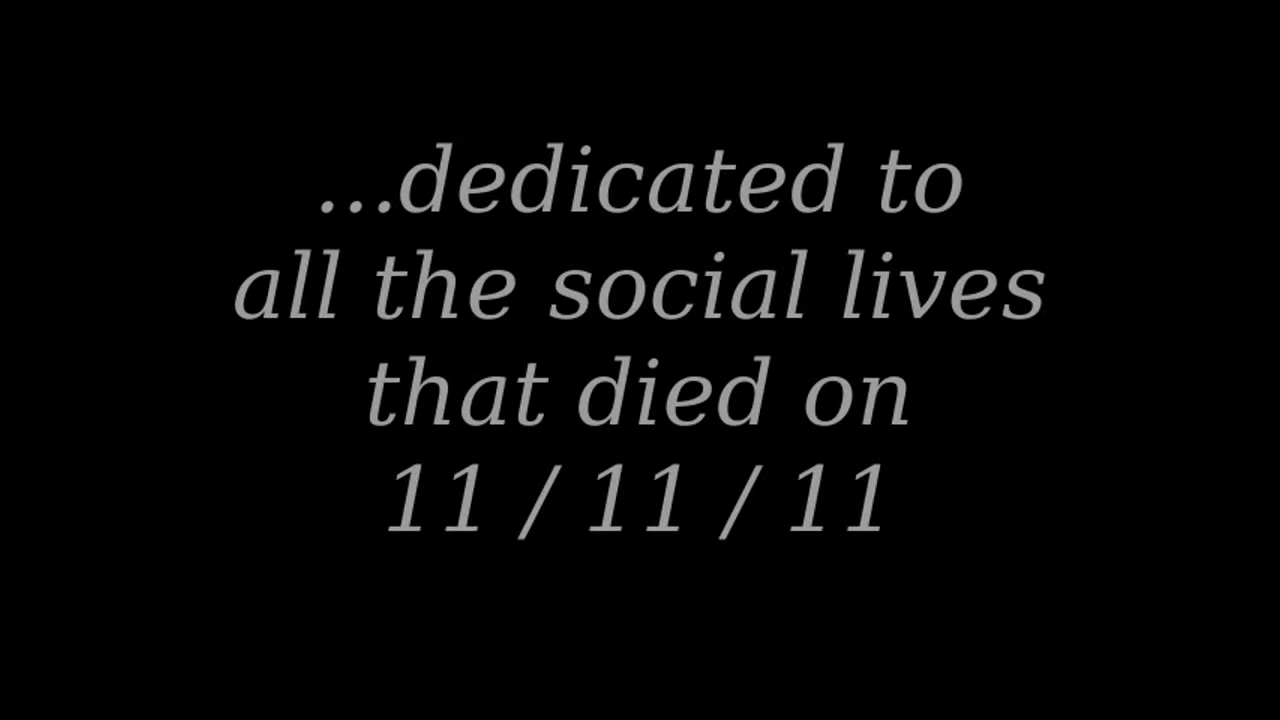 ...dedicated to
all the social lives
that died on
11 / 11 / 11